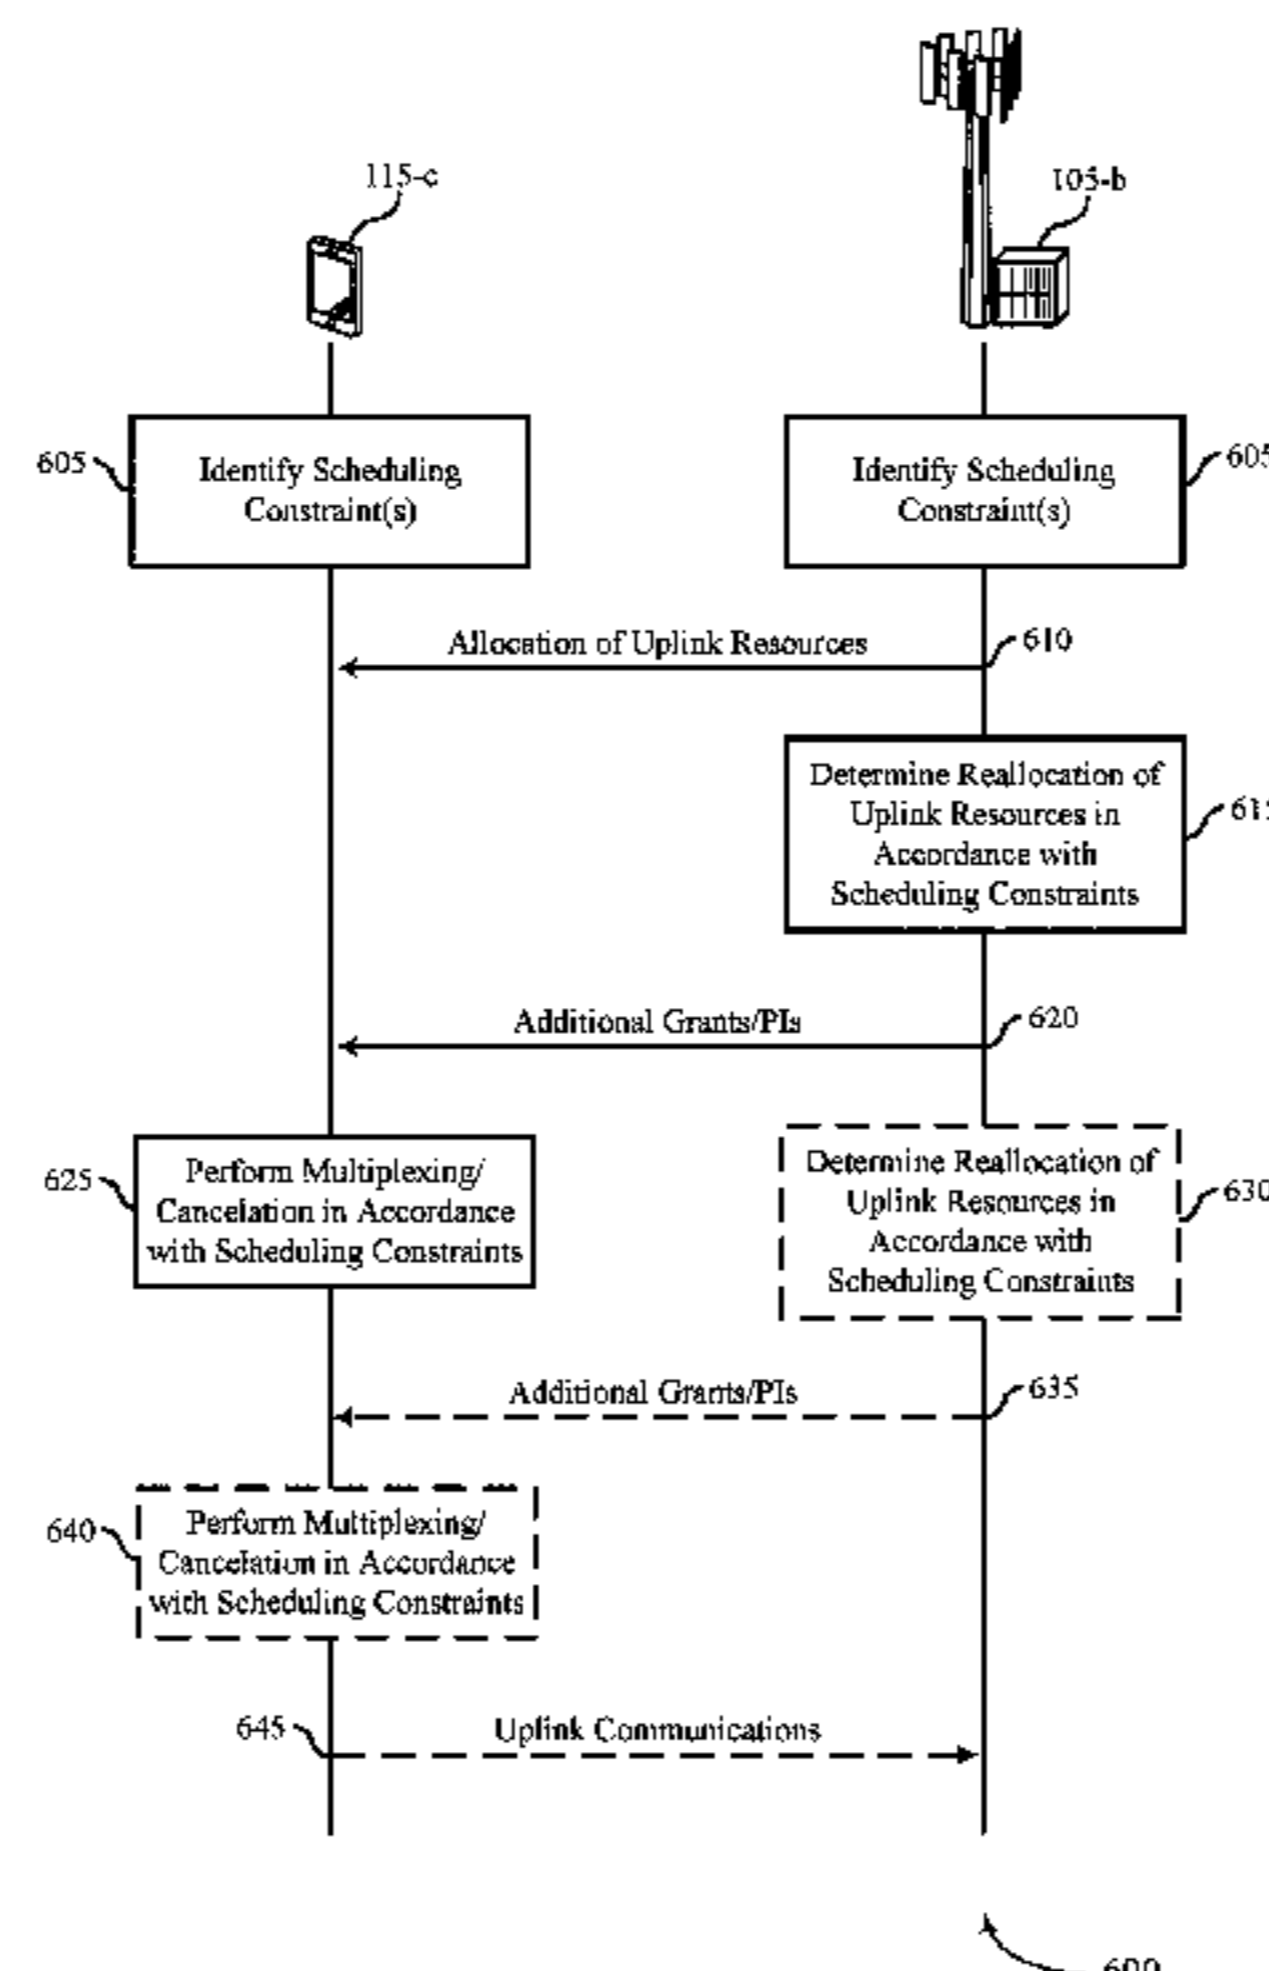 115-c
105-b
605
Identify Scheduling
Constraint(s)
Identify Scheduling
Constraint(s)
605
Allocation of Uplink Resources
610
Determine Reallocation of
Uplink Resources in
Accordance with
Scheduling Constraints
615
Additional Grants/PIs
620
625
Perform Multiplexing/
Cancelation in Accordance
with Scheduling Constraints
Determine Reallocation of
Uplink Resources in
Accordance with
Scheduling Constraints
630
Additional Grants/PIs
635
640
Perform Multiplexing/
Cancelation in Accordance
with Scheduling Constraints
645
Uplink Communications
600